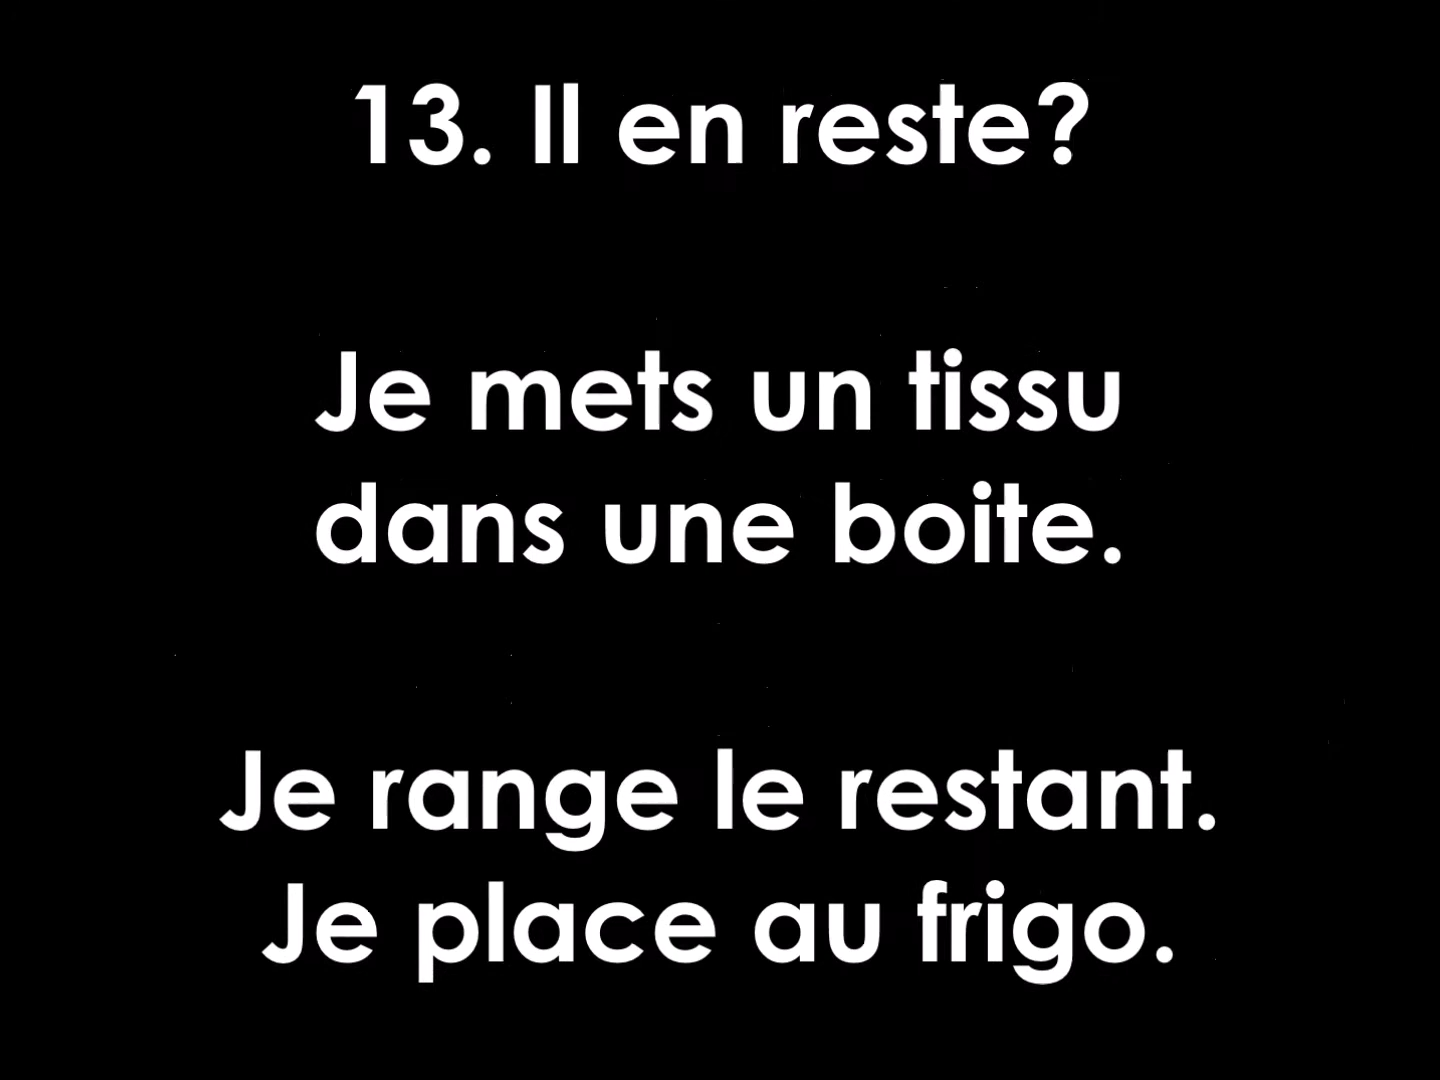 13. Il en reste?
Je mets un tissu
dans une boite.
Je range le restant.
Je place au frigo.